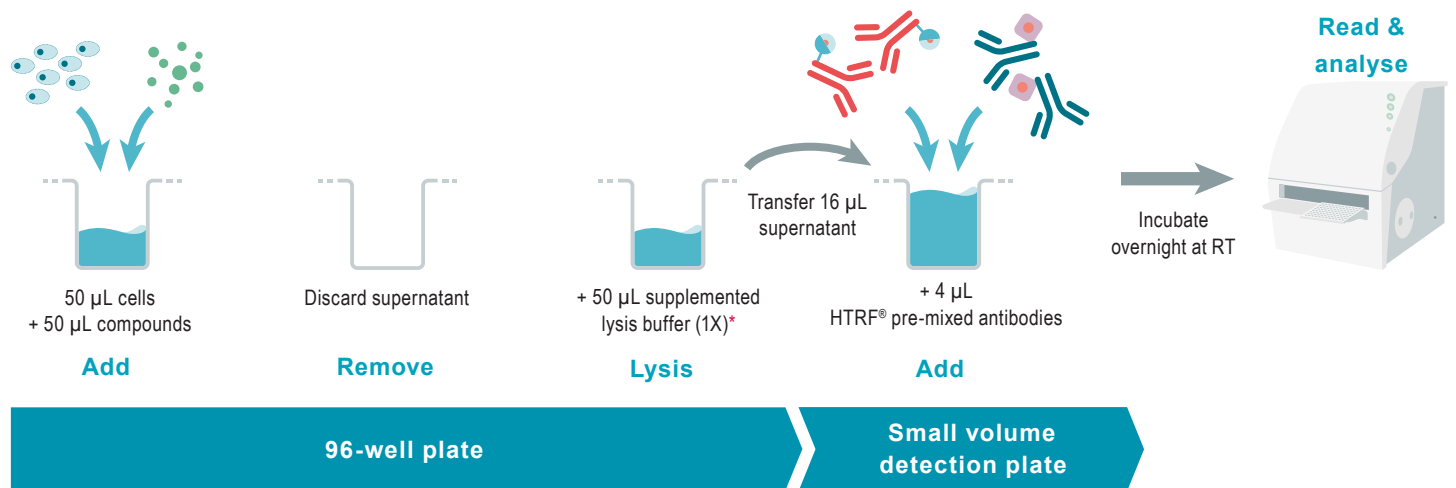 50 µL cells
+ 50 µL compounds
Add
Discard supernatant
Remove
+ 50 µL supplemented
lysis buffer (1X)*
Lysis
Transfer 16 µL
supernatant
+ 4 µL
HTRF® pre-mixed antibodies
Add
Incubate
overnight at RT
Read &
analyse
96-well plate
Small volume
detection plate